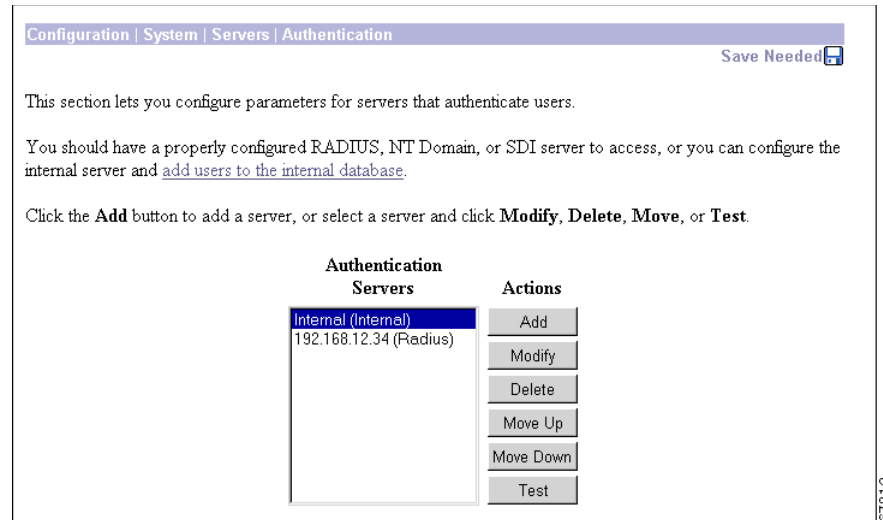 Configuration | System | Servers | Authentication
Save Needed
This section lets you configure parameters for servers that authenticate users.
You should have a properly configured RADIUS, NT Domain, or SDI server to access, or you can configure the
internal server and add users to the internal database.
Click the Add button to add a server, or select a server and click Modify, Delete, Move, or Test.
Authentication
Servers
Actions
Internal (Internal)
192.168.12.34 (Radius)
Add
Modify
Delete
Move Up
Move Down
Test